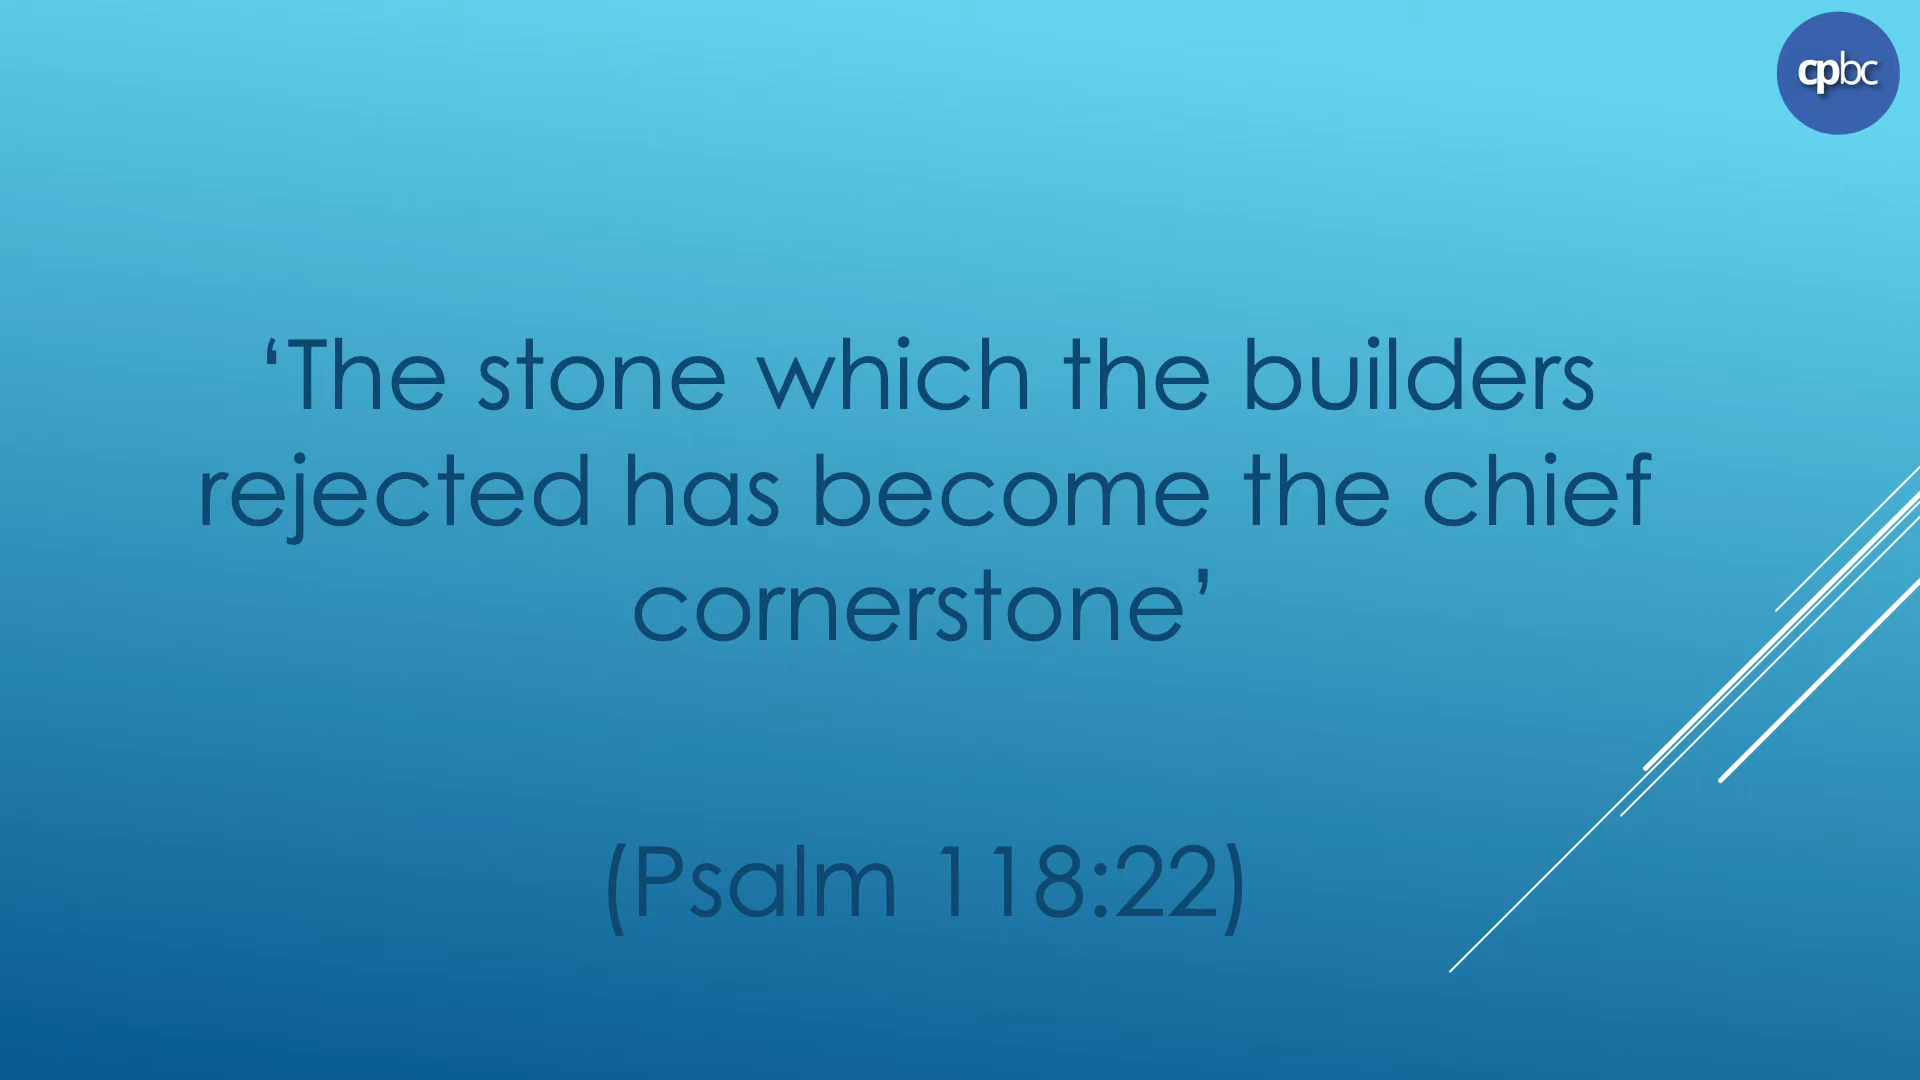 cpbc
‘The stone which the builders
rejected has become the chief
cornerstone’
(Psalm 118:22)